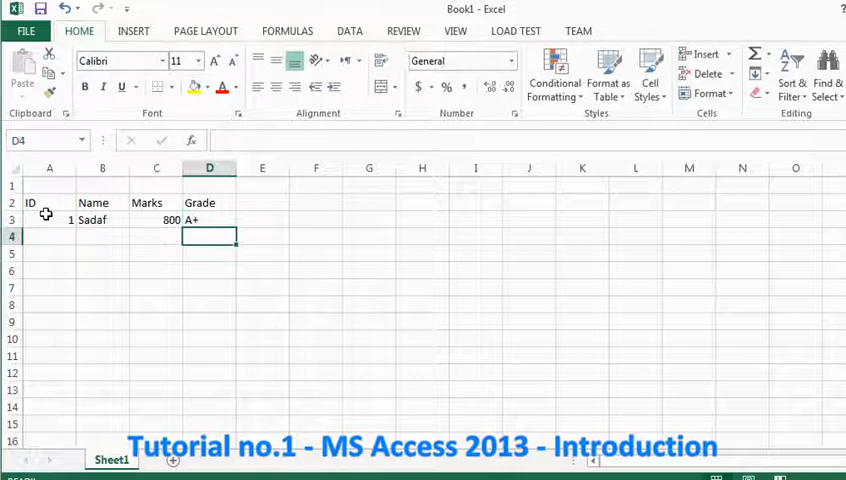 Book1 - Excel
?
FILE HOME INSERT PAGE LAYOUT FORMULAS DATA REVIEW VIEW LOAD TEST TEAM
Calibri 11 A A General Insert
Paste B I U A $ % Conditional Formatting Format as Table Cell Styles Delete Sort & Filter Find & Select
Format
Clipboard Font Alignment Number Styles Cells Editing
D4 fx
A B C D E F G H I J K L M N O
1
2 ID Name Marks Grade
3 1 Sadaf 800 A+
4
5
6
7
8
9
10
11
12
13
14
15
16
Tutorial no.1 - MS Access 2013 - Introduction
Sheet1